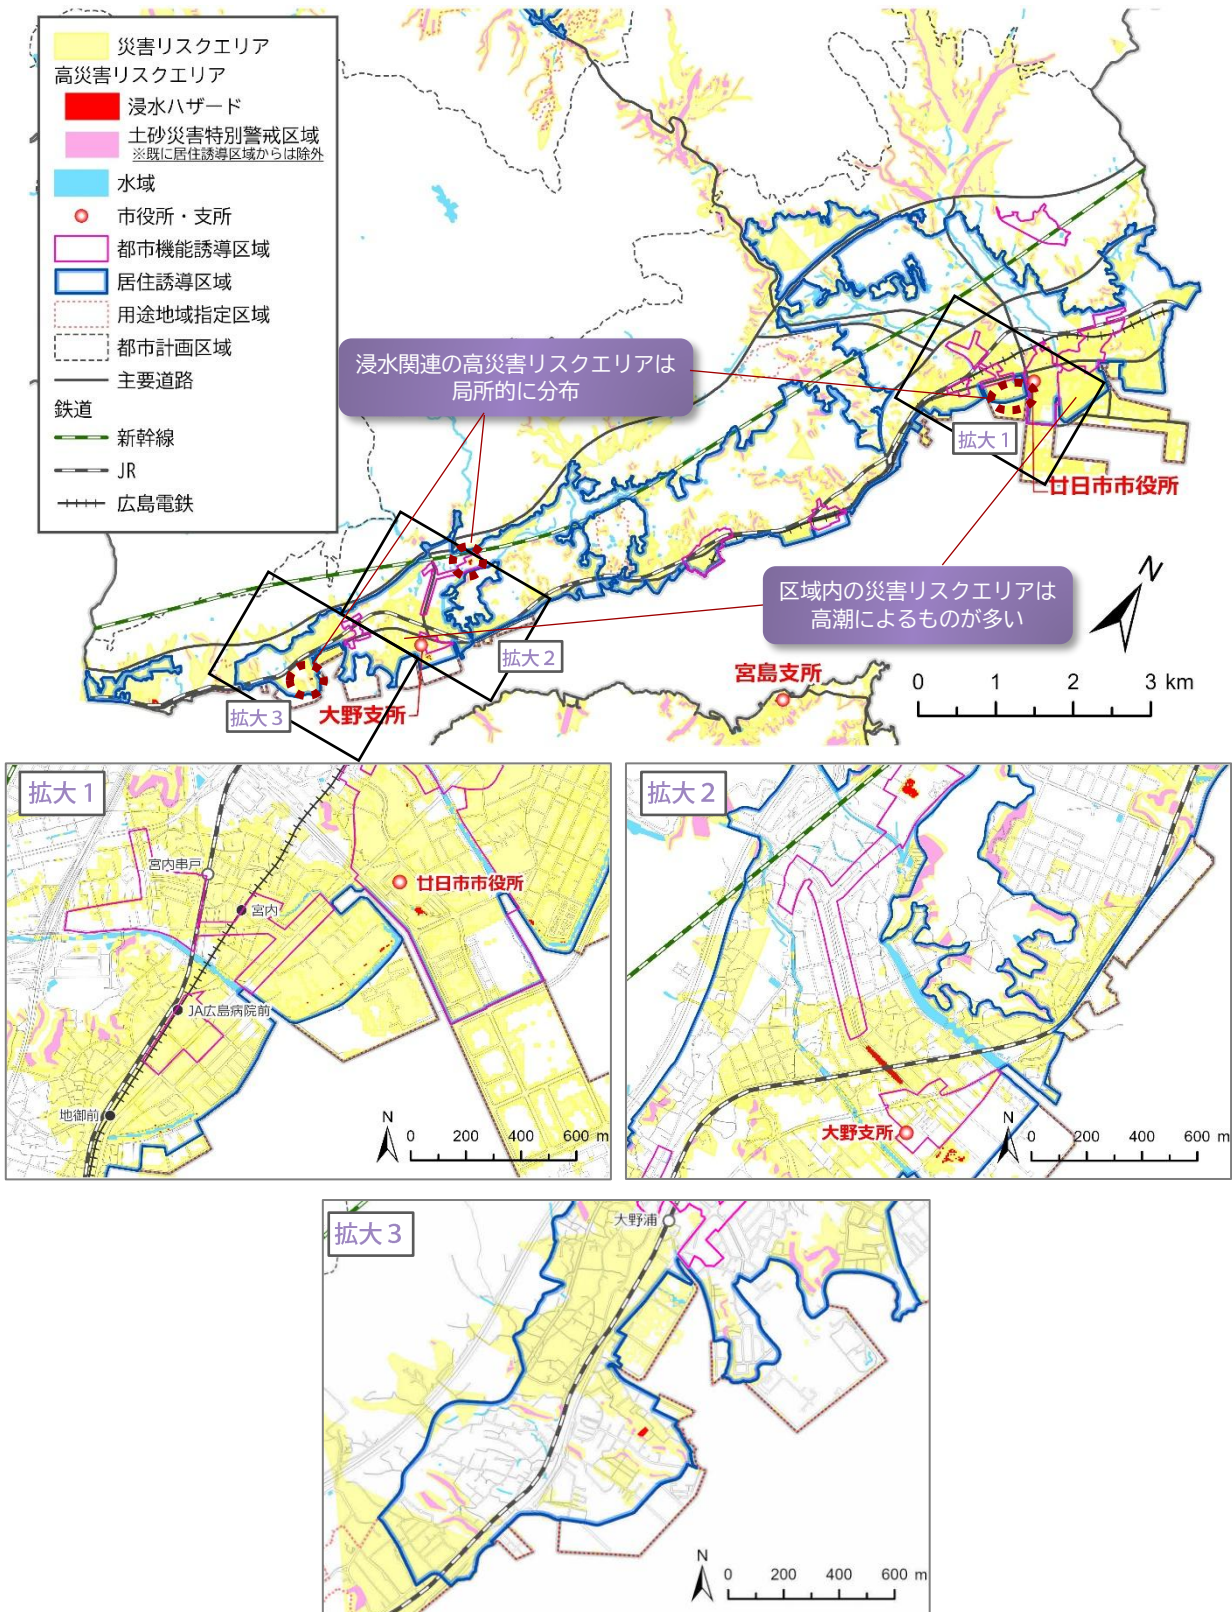 災害リスクエリア
高災害リスクエリア
浸水ハザード
土砂災害特別警戒区域
※既に居住誘導区域からは除外
水域
市役所・支所
都市機能誘導区域
居住誘導区域
用途地域指定区域
都市計画区域
主要道路
鉄道
新幹線
JR
広島電鉄
浸水関連の高災害リスクエリアは
局所的に分布
拡大1
廿日市市役所
区域内の災害リスクエリアは
高潮によるものが多い
N
拡大2
宮島支所
拡大3
大野支所
0 1 2 3 km
拡大1
宮内串戸
廿日市市役所
宮内
JA広島病院前
地御前
N
0 200 400 600 m
拡大2
大野支所
N
0 200 400 600 m
拡大3
大野浦
N
0 200 400 600 m